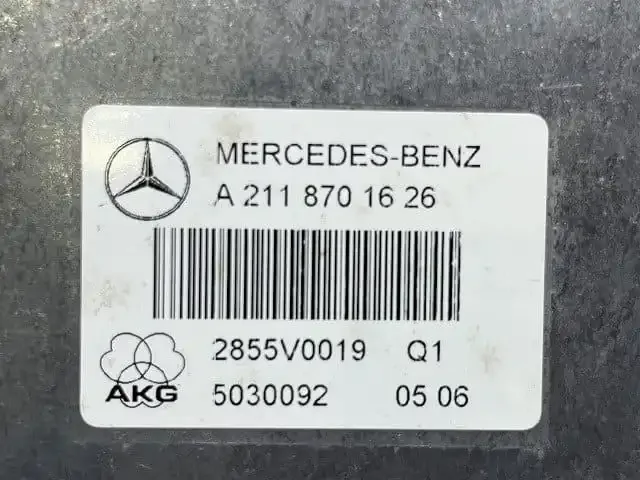 MERCEDES-BENZ
A 211 870 16 26
2855V0019 Q1
AKG
5030092 05 06